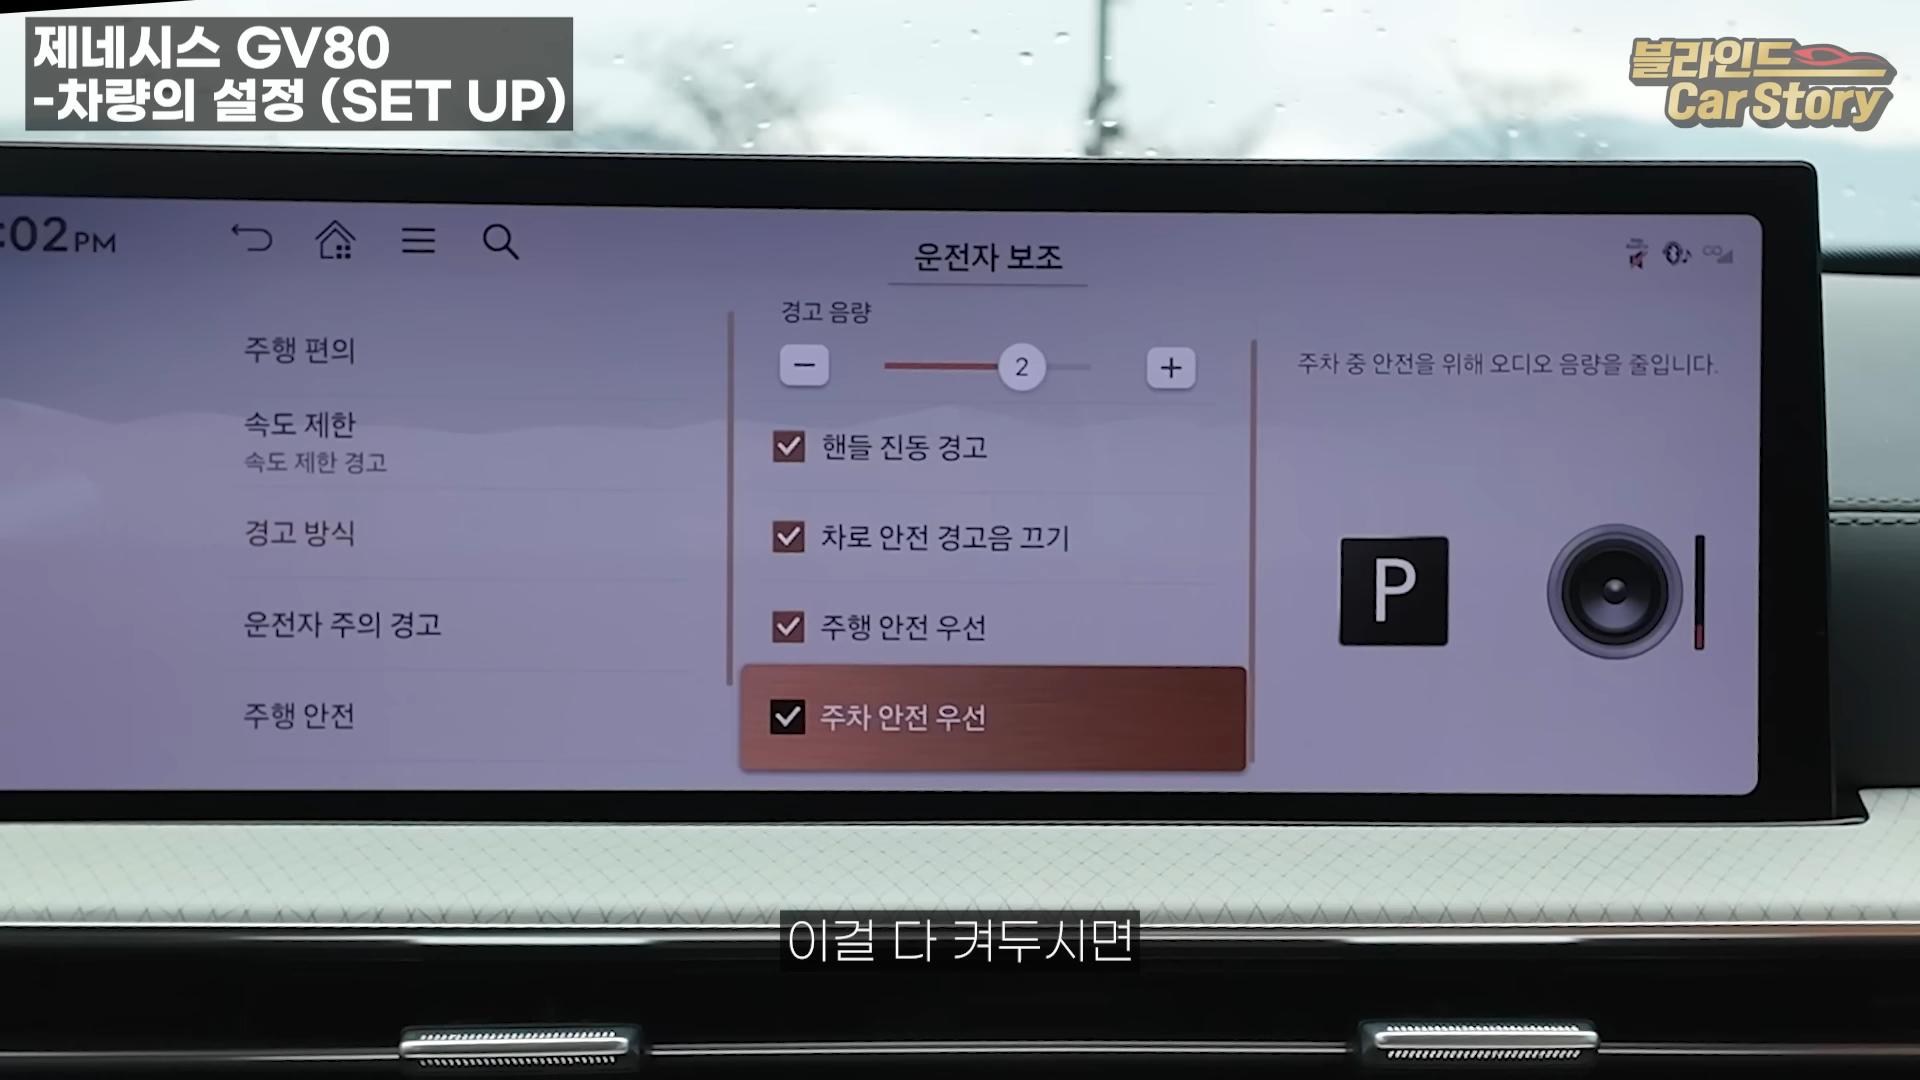 제네시스 GV80
-차량의 설정 (SET UP)
블라인드
Car Story
:02 PM
운전자 보조
주행 편의
속도 제한
속도 제한 경고
경고 방식
운전자 주의 경고
주행 안전
경고 음량
2
핸들 진동 경고
차로 안전 경고음 끄기
주행 안전 우선
주차 안전 우선
주차 중 안전을 위해 오디오 음량을 줄입니다.
P
이걸 다 켜두시면